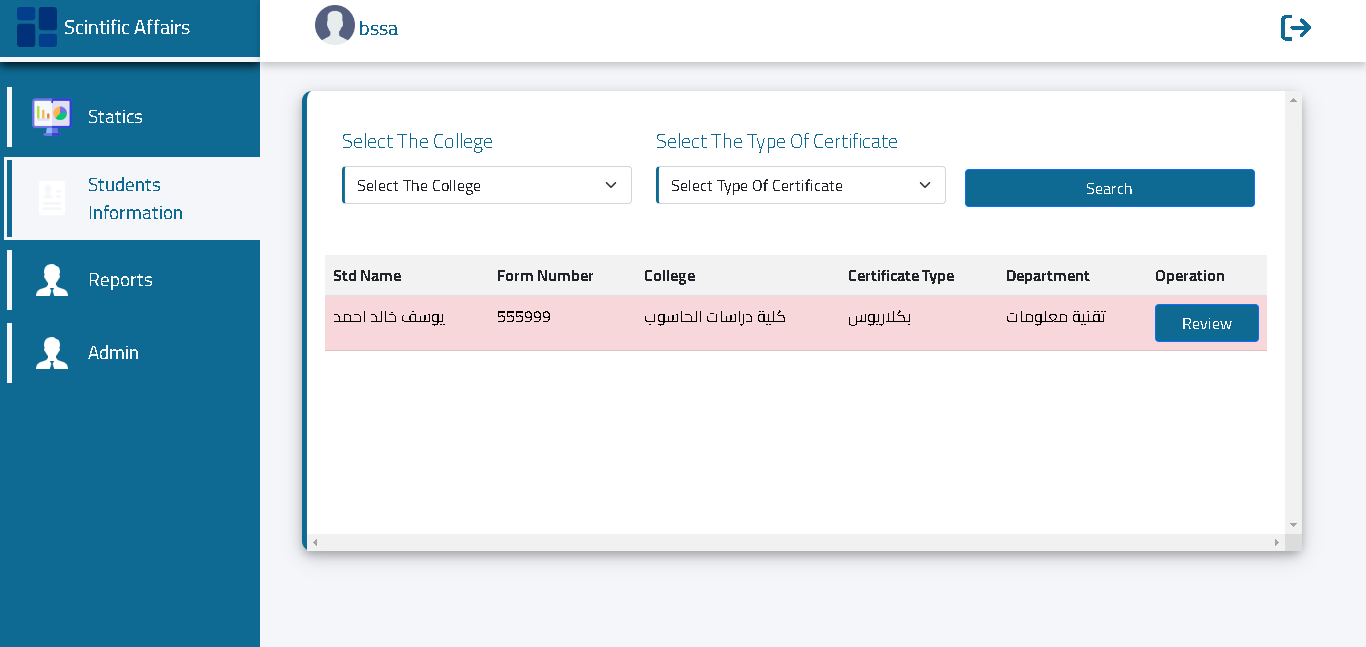 Scintific Affairs
bssa
Statics
Students
Information
Reports
Admin
Select The College
Select The Type Of Certificate
Select The College
Select Type Of Certificate
Search
Std Name Form Number College Certificate Type Department Operation
يوسف خالد احمد 555999 كلية دراسات الحاسوب بكلاريوس تقنية معلومات Review